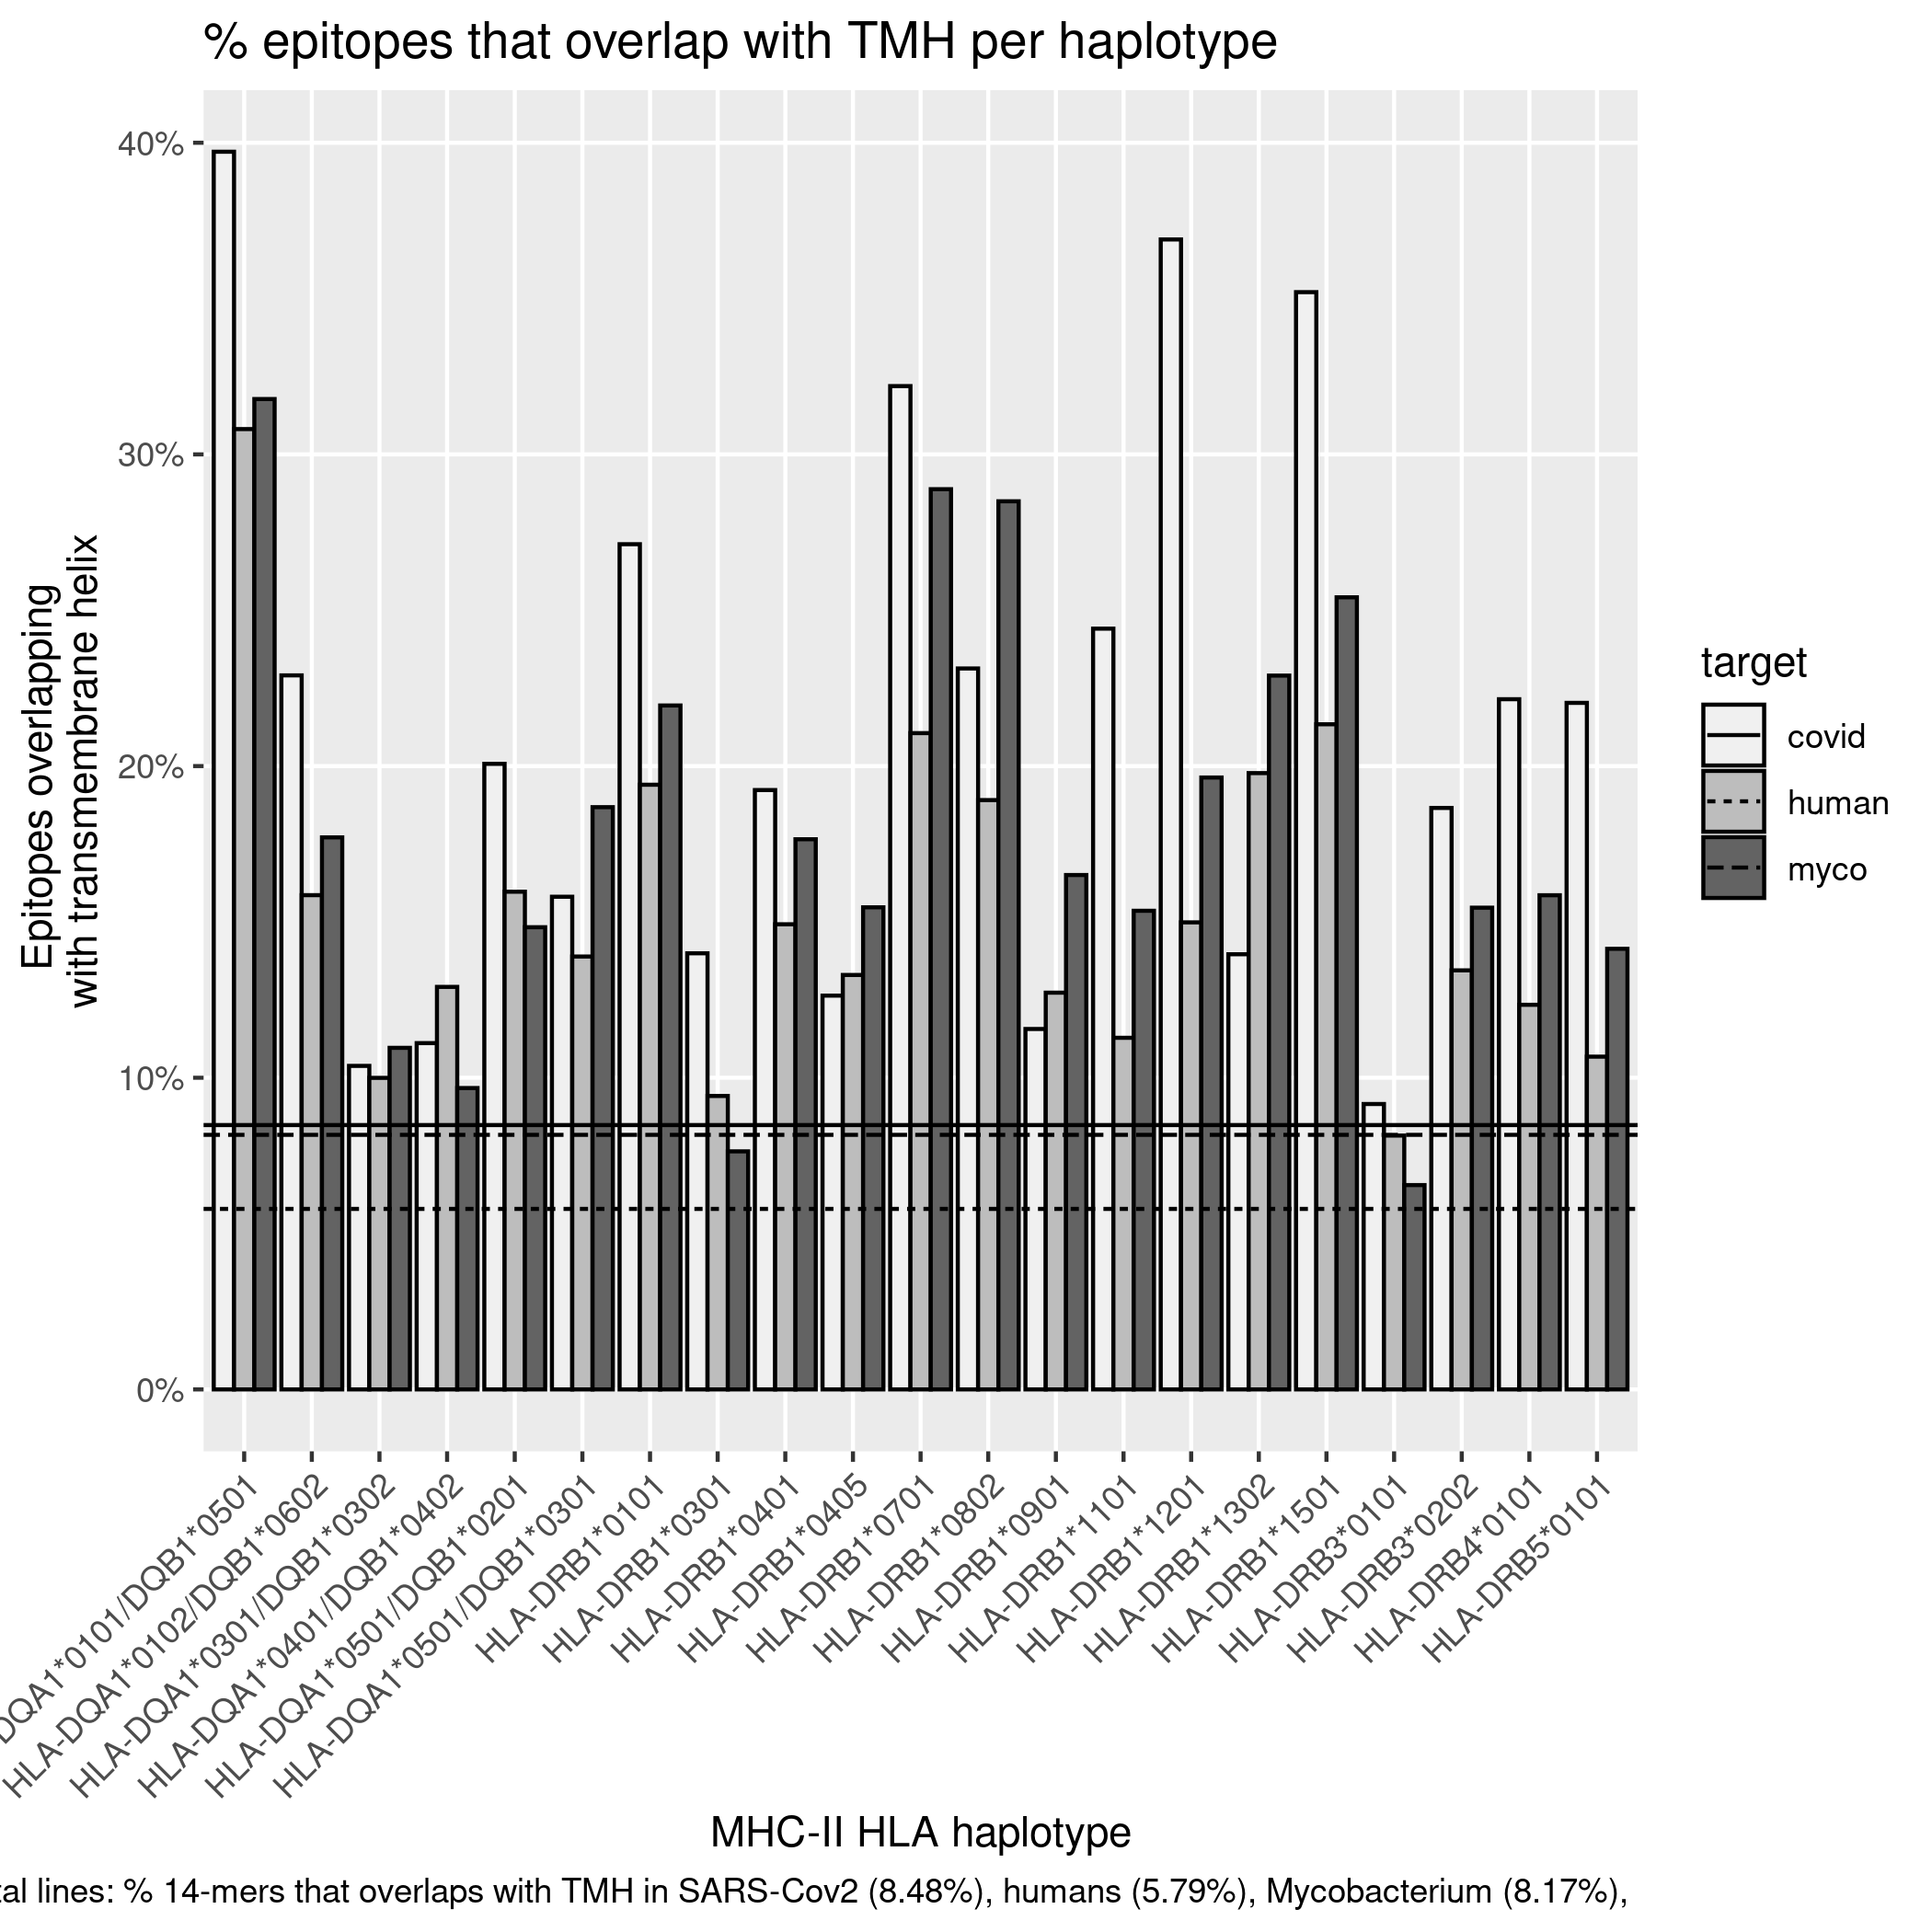 % epitopes that overlap with TMH per haplotype
Epitopes overlapping
with transmembrane helix
40%
30%
20%
10%
0%
target
covid
human
myco
DQA1*0101/DQB1*0501
HLA-DQA1*0102/DQB1*0602
HLA-DQA1*0301/DQB1*0302
HLA-DQA1*0401/DQB1*0402
HLA-DQA1*0501/DQB1*0201
HLA-DQA1*0501/DQB1*0301
HLA-DRB1*0101
HLA-DRB1*0301
HLA-DRB1*0401
HLA-DRB1*0405
HLA-DRB1*0701
HLA-DRB1*0802
HLA-DRB1*0901
HLA-DRB1*1101
HLA-DRB1*1201
HLA-DRB1*1302
HLA-DRB1*1501
HLA-DRB3*0101
HLA-DRB3*0202
HLA-DRB4*0101
HLA-DRB5*0101
MHC-II HLA haplotype
tal lines: % 14-mers that overlaps with TMH in SARS-Cov2 (8.48%), humans (5.79%), Mycobacterium (8.17%),